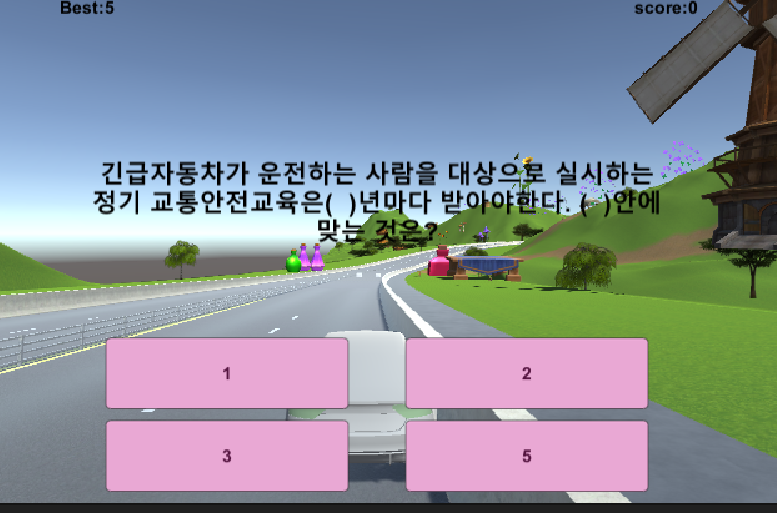 Best:5
score:0
긴급자동차가 운전하는 사람을 대상으로 실시하는
정기 교통안전교육은( )년마다 받아야한다. ( )안에
맞는 것은?
1
2
3
5